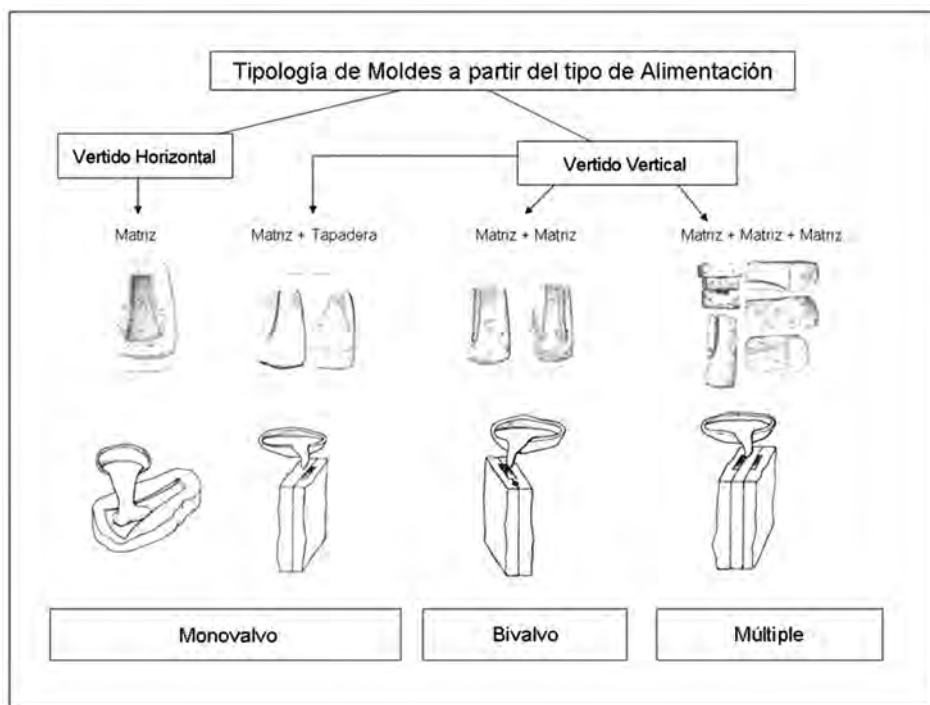 Tipología de Moldes a partir del tipo de Alimentación
Vertido Horizontal
Vertido Vertical
Matriz
Matriz + Tapadera
Matriz + Matriz
Matriz + Matriz + Matriz
Monovalvo
Bivalvo
Múltiple